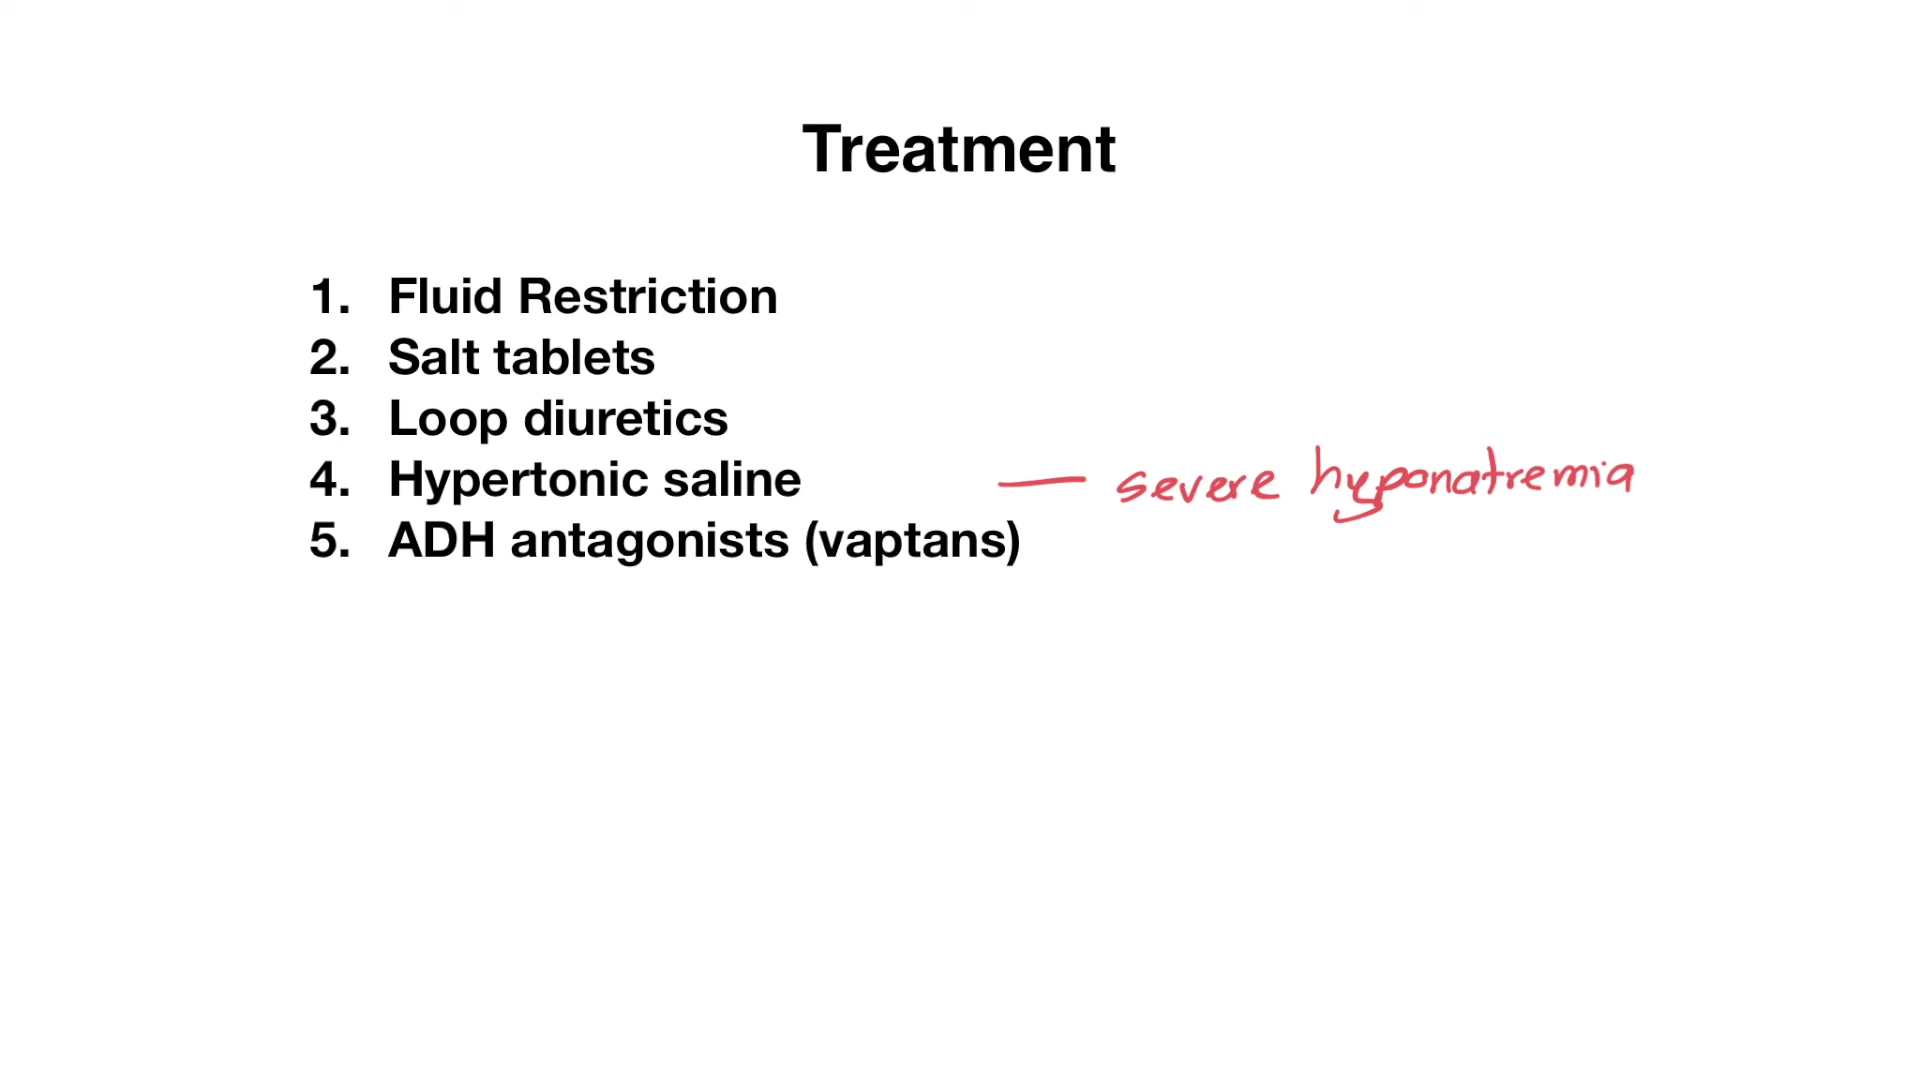 Treatment
1. Fluid Restriction
2. Salt tablets
3. Loop diuretics
4. Hypertonic saline — severe hyponatremia
5. ADH antagonists (vaptans)